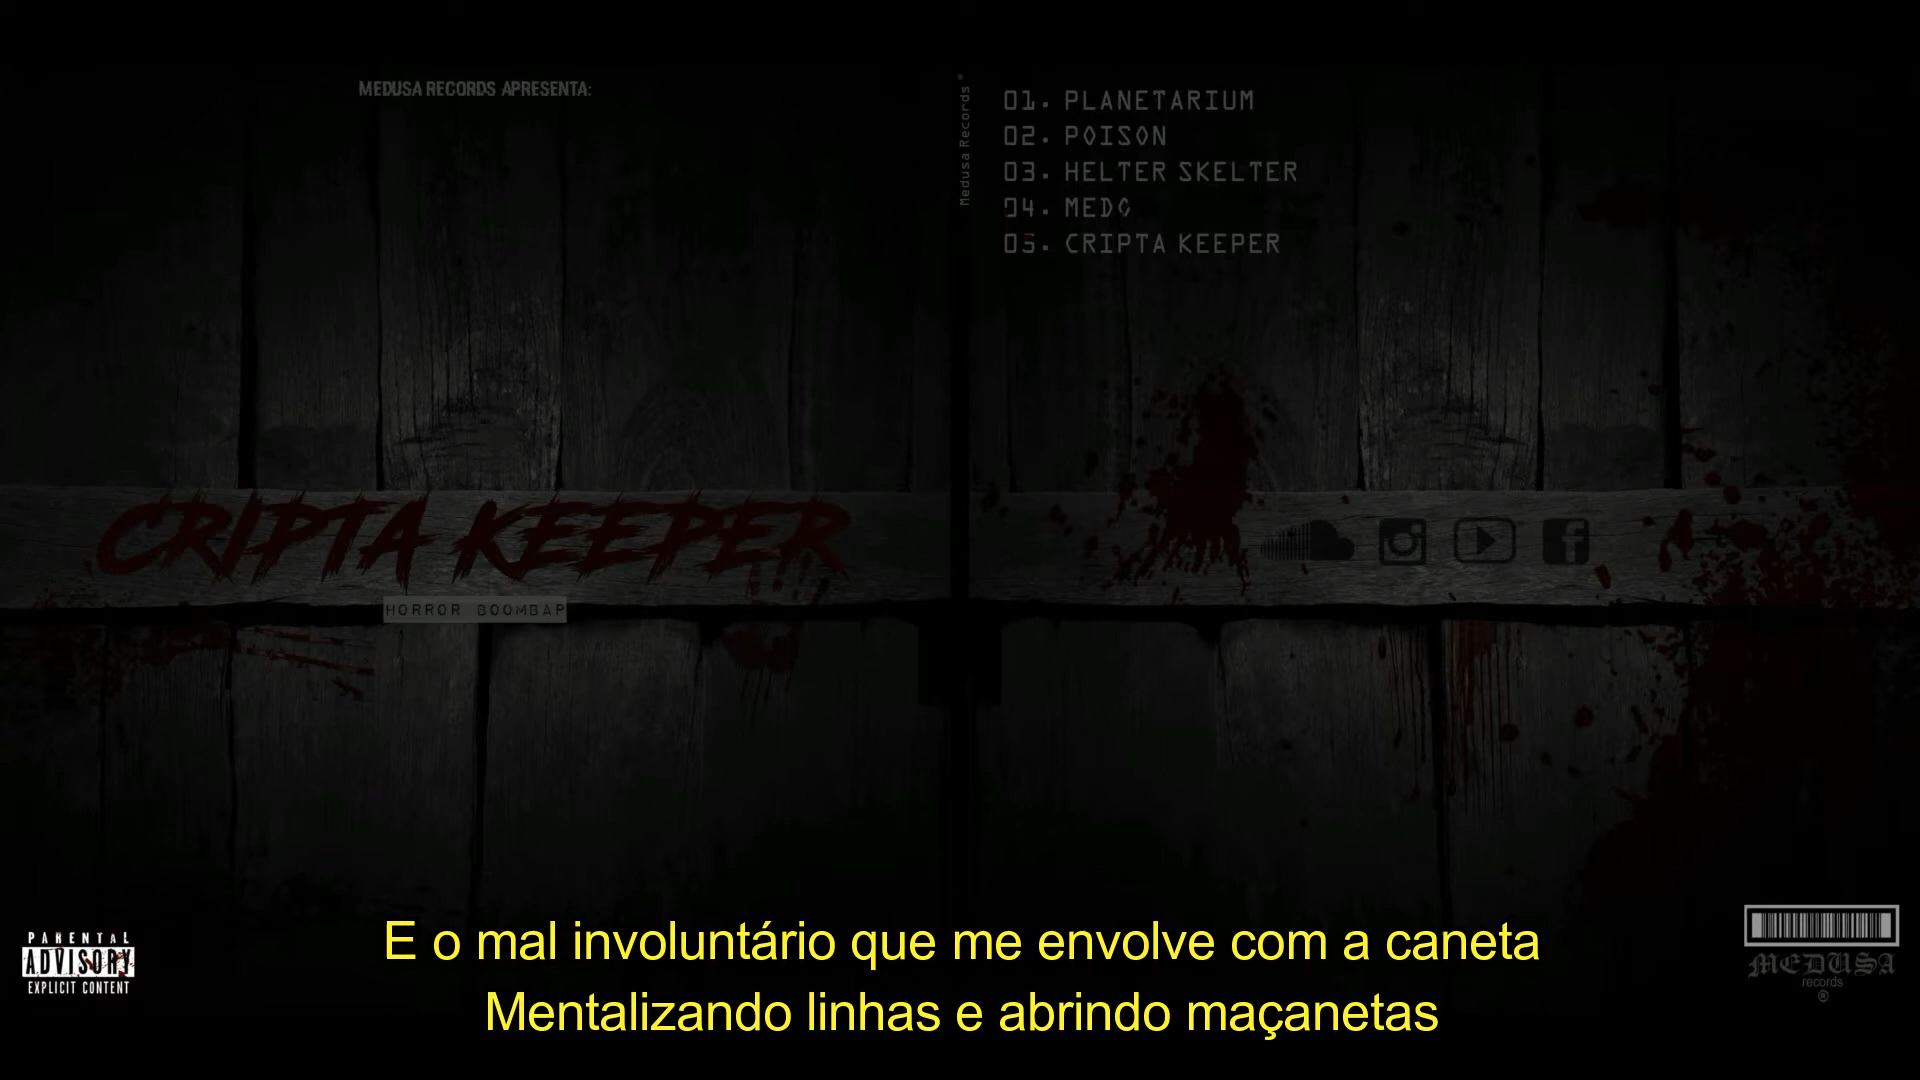 MEDUSA RECORDS APRESENTA:
Medusa Records ®
01. PLANETARIUM
02. POISON
03. HELTER SKELTER
04. MEDO
05. CRIPTA KEEPER
CRIPTA KEEPER
HORROR BOOMBAP
PARENTAL
ADVISORY
EXPLICIT CONTENT
MEDUSA
records
®
E o mal involuntário que me envolve com a caneta
Mentalizando linhas e abrindo maçanetas